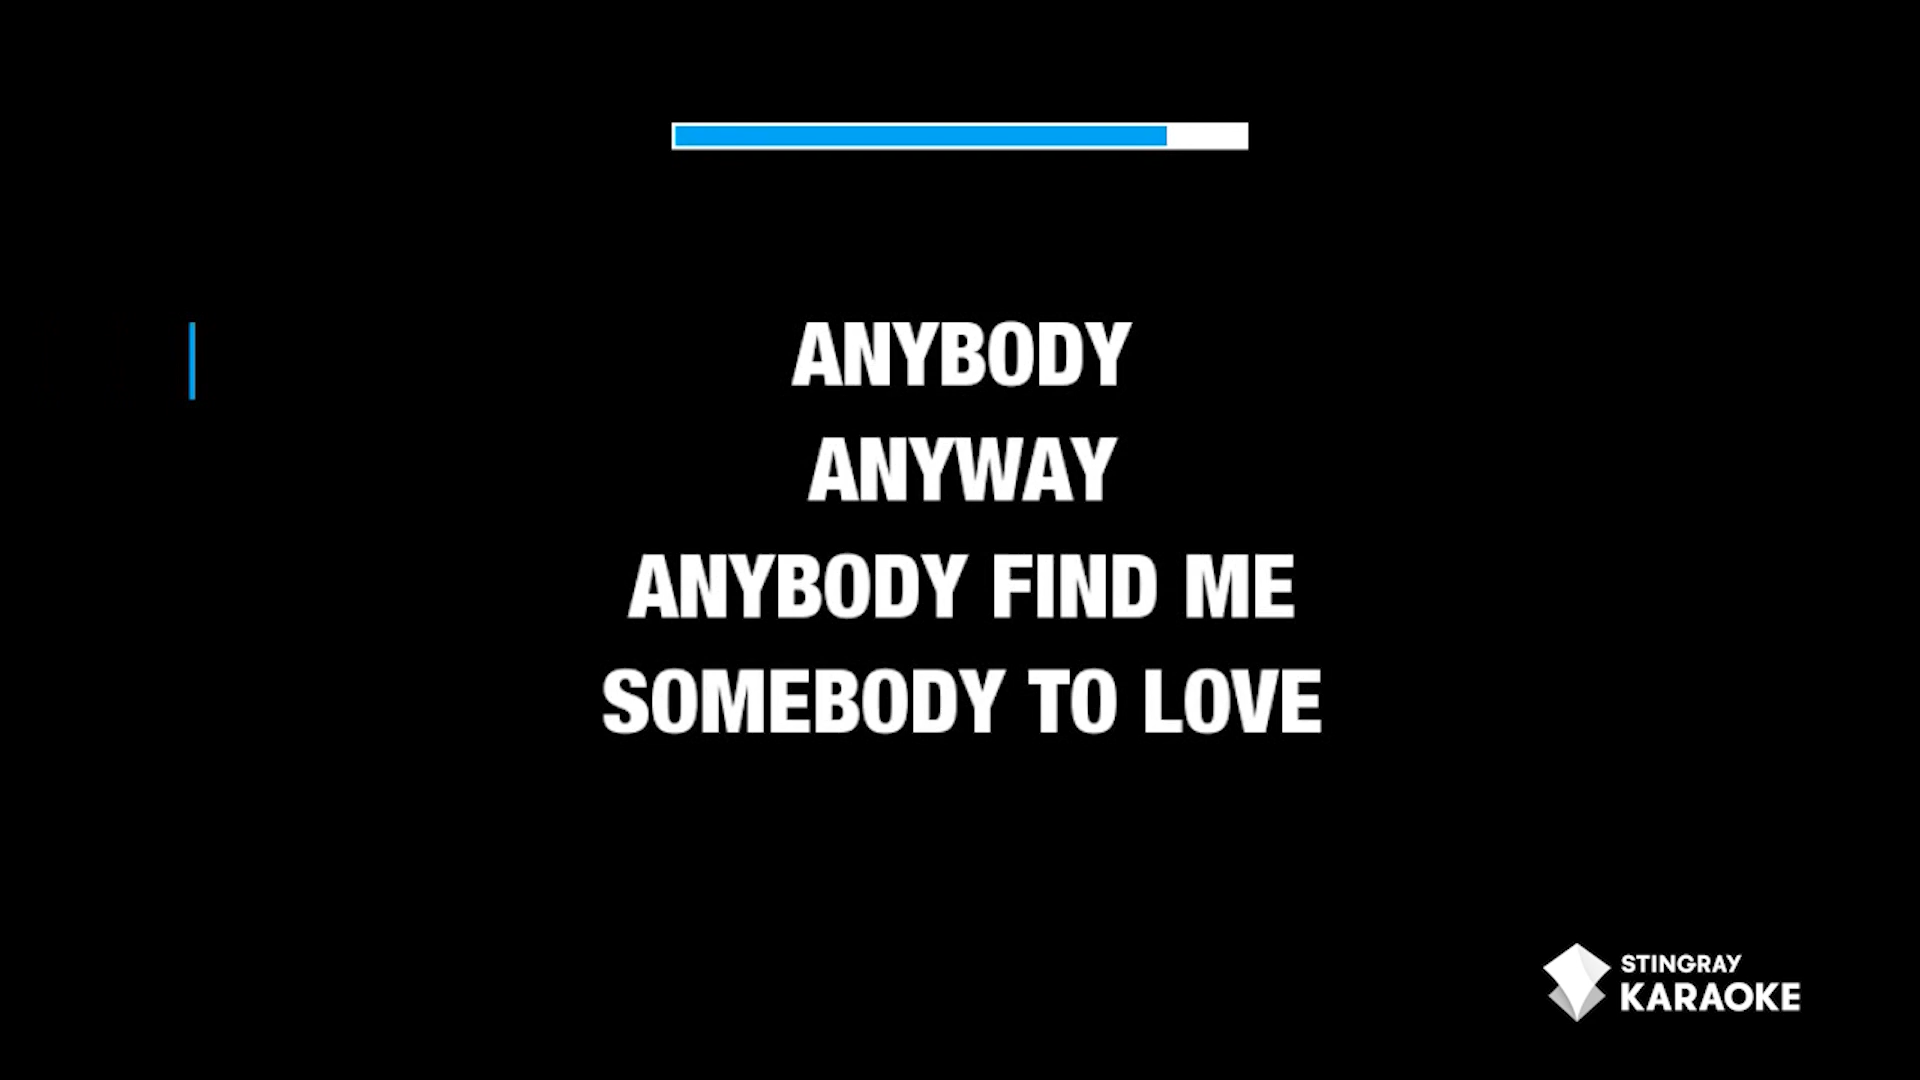 ANYBODY
ANYWAY
ANYBODY FIND ME
SOMEBODY TO LOVE
STINGRAY
KARAOKE